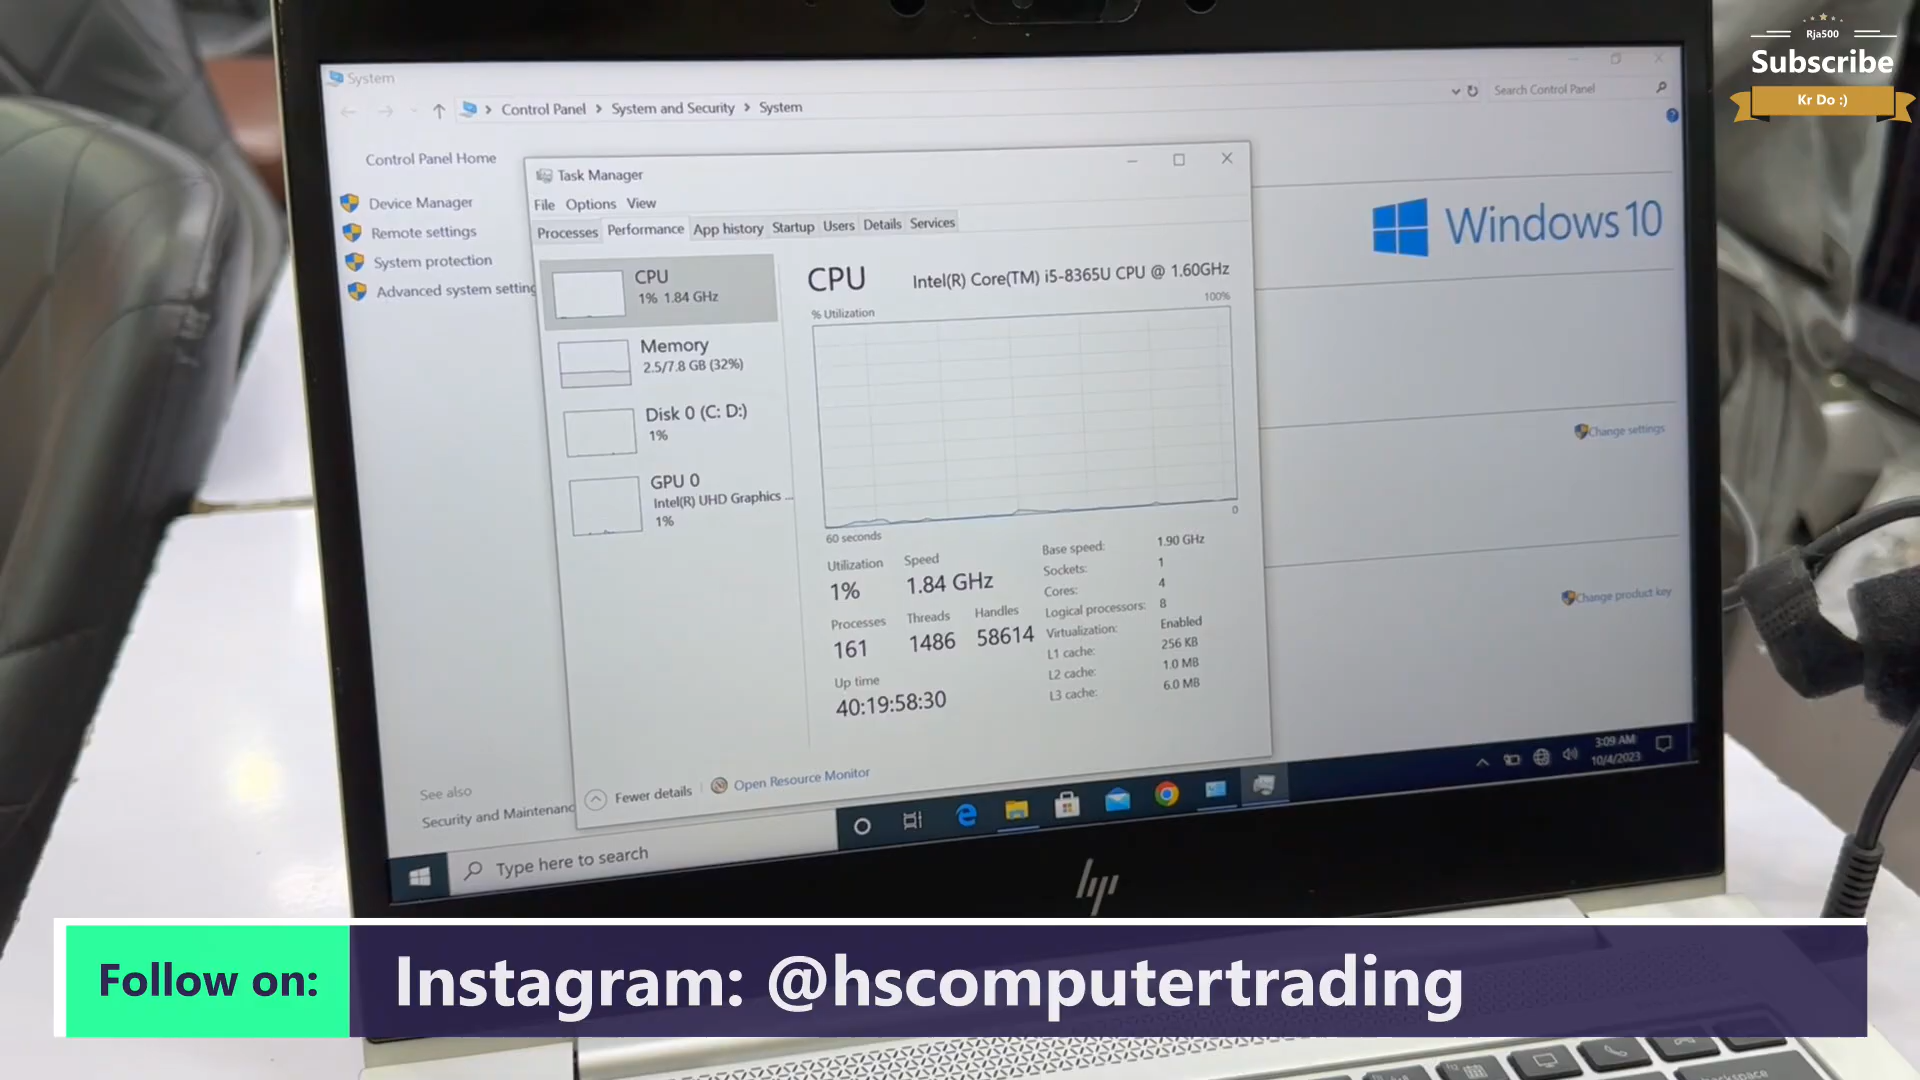 Rja500
Subscribe
Kr Do :)
System
Control Panel > System and Security > System
Search Control Panel
Control Panel Home
Device Manager
Remote settings
System protection
Advanced system setting
Windows 10
Change settings
Change product key
See also
Security and Maintenanc
Task Manager
File Options View
Processes Performance App history Startup Users Details Services
CPU
1% 1.84 GHz
Memory
2.5/7.8 GB (32%)
Disk 0 (C: D:)
1%
GPU 0
Intel(R) UHD Graphics ...
1%
CPU Intel(R) Core(TM) i5-8365U CPU @ 1.60GHz
% Utilization 100%
60 seconds 0
Utilization Speed
1% 1.84 GHz
Processes Threads Handles
161 1486 58614
Up time
40:19:58:30
Base speed: 1.90 GHz
Sockets: 1
Cores: 4
Logical processors: 8
Virtualization: Enabled
L1 cache: 256 KB
L2 cache: 1.0 MB
L3 cache: 6.0 MB
Fewer details Open Resource Monitor
Type here to search
3:09 AM
10/4/2023
hp
Follow on: Instagram: @hscomputertrading
backspace